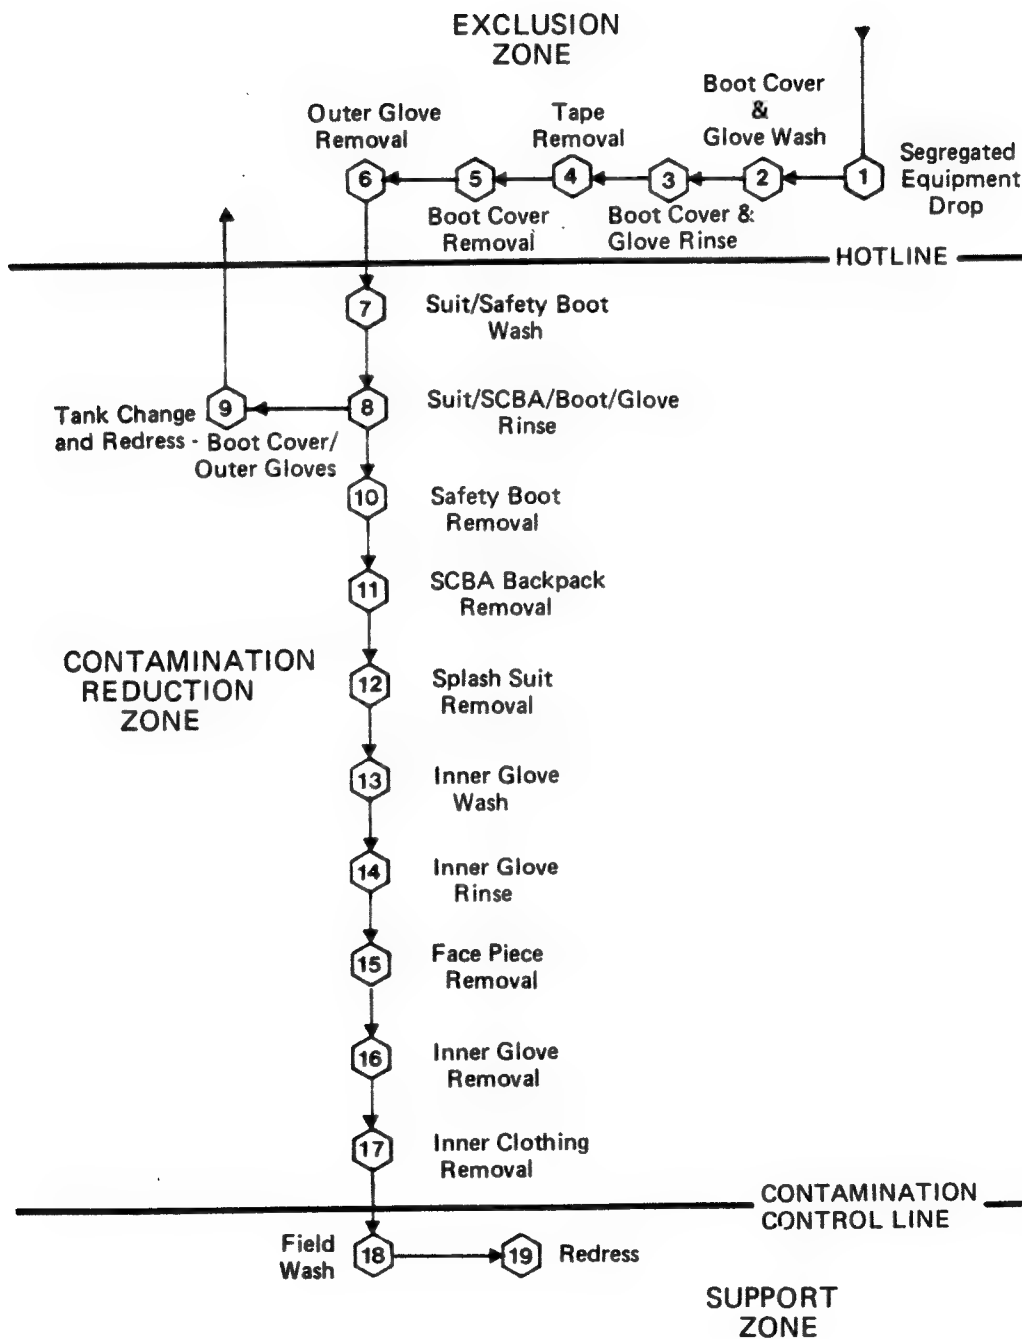 EXCLUSION
ZONE
Boot Cover
&
Glove Wash
Outer Glove
Removal
Tape
Removal
Segregated
Equipment
Drop
6
5
4
3
2
1
Boot Cover
Removal
Boot Cover &
Glove Rinse
HOTLINE
7
Suit/Safety Boot
Wash
8
Suit/SCBA/Boot/Glove
Rinse
9
Tank Change
and Redress - Boot Cover/
Outer Gloves
10
Safety Boot
Removal
11
SCBA Backpack
Removal
CONTAMINATION
REDUCTION
ZONE
12
Splash Suit
Removal
13
Inner Glove
Wash
14
Inner Glove
Rinse
15
Face Piece
Removal
16
Inner Glove
Removal
17
Inner Clothing
Removal
CONTAMINATION
CONTROL LINE
Field
Wash
18
19
Redress
SUPPORT
ZONE